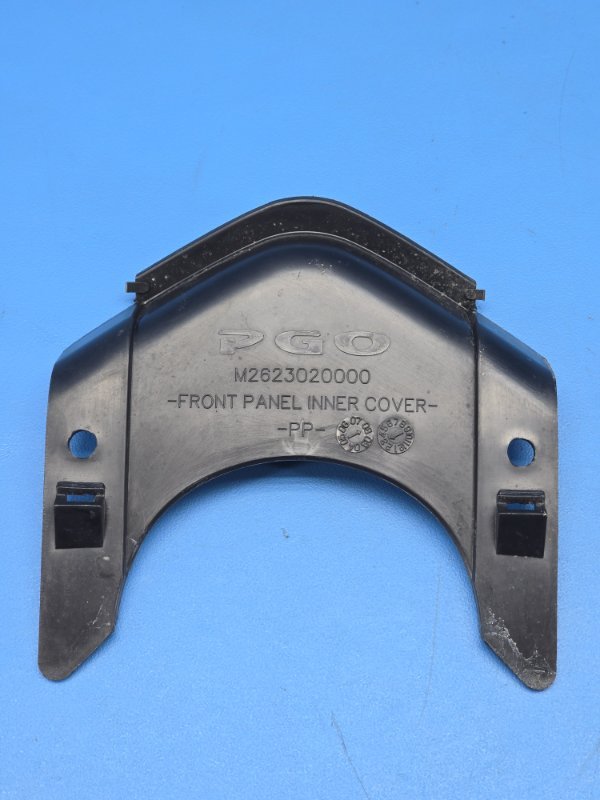 PGO
M2623020000
-FRONT PANEL INNER COVER-
-PP-